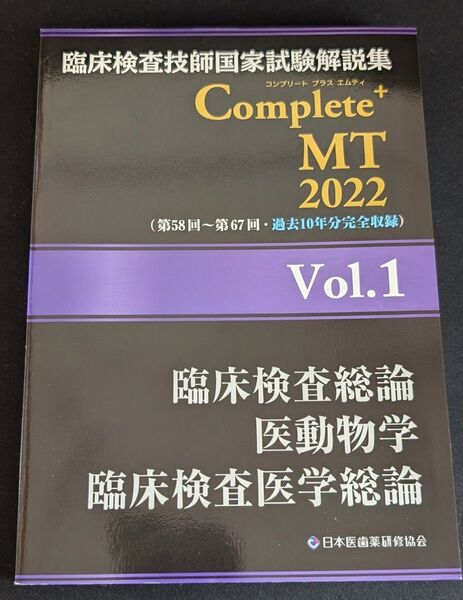 臨床検査技師国家試験解説集
コンプリート プラス エムティ
Complete+
MT
2022
(第58回～第67回・過去10年分完全収録)
Vol.1
臨床検査総論
医動物学
臨床検査医学総論
日本医歯薬研修協会